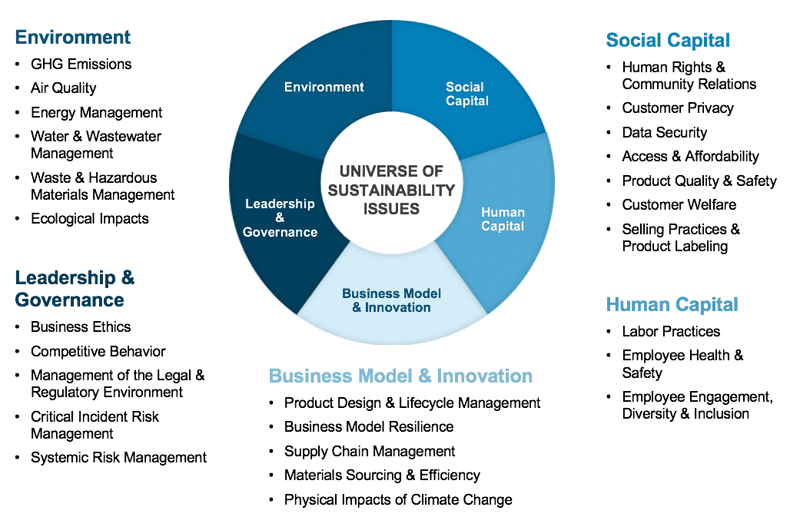 Environment
• GHG Emissions
• Air Quality
• Energy Management
• Water & Wastewater
Management
• Waste & Hazardous
Materials Management
• Ecological Impacts
Leadership &
Governance
• Business Ethics
• Competitive Behavior
• Management of the Legal &
Regulatory Environment
• Critical Incident Risk
Management
• Systemic Risk Management
Environment
Social
Capital
UNIVERSE OF
SUSTAINABILITY
ISSUES
Leadership
&
Governance
Human
Capital
Business Model
& Innovation
Business Model & Innovation
• Product Design & Lifecycle Management
• Business Model Resilience
• Supply Chain Management
• Materials Sourcing & Efficiency
• Physical Impacts of Climate Change
Social Capital
• Human Rights &
Community Relations
• Customer Privacy
• Data Security
• Access & Affordability
• Product Quality & Safety
• Customer Welfare
• Selling Practices &
Product Labeling
Human Capital
• Labor Practices
• Employee Health &
Safety
• Employee Engagement,
Diversity & Inclusion